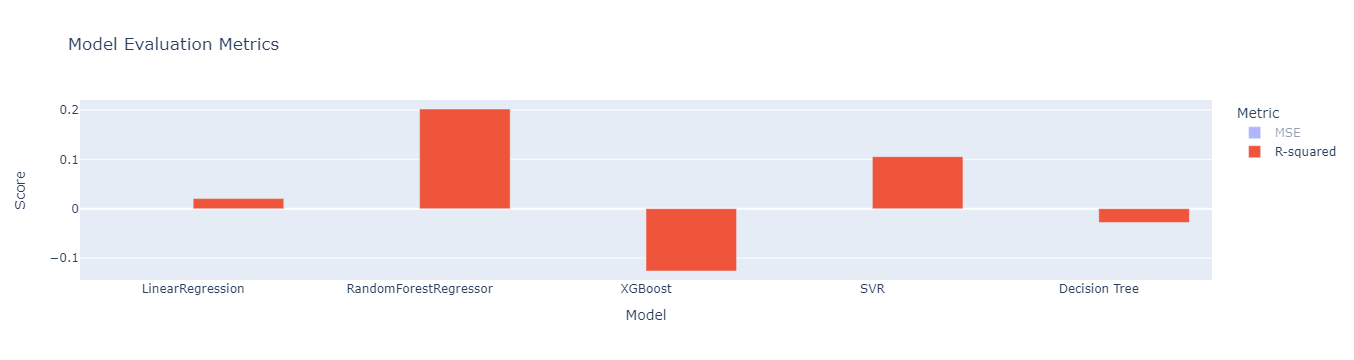 Model Evaluation Metrics
Metric
MSE
R-squared
Score
0.2
0.1
0
−0.1
LinearRegression
RandomForestRegressor
XGBoost
SVR
Decision Tree
Model